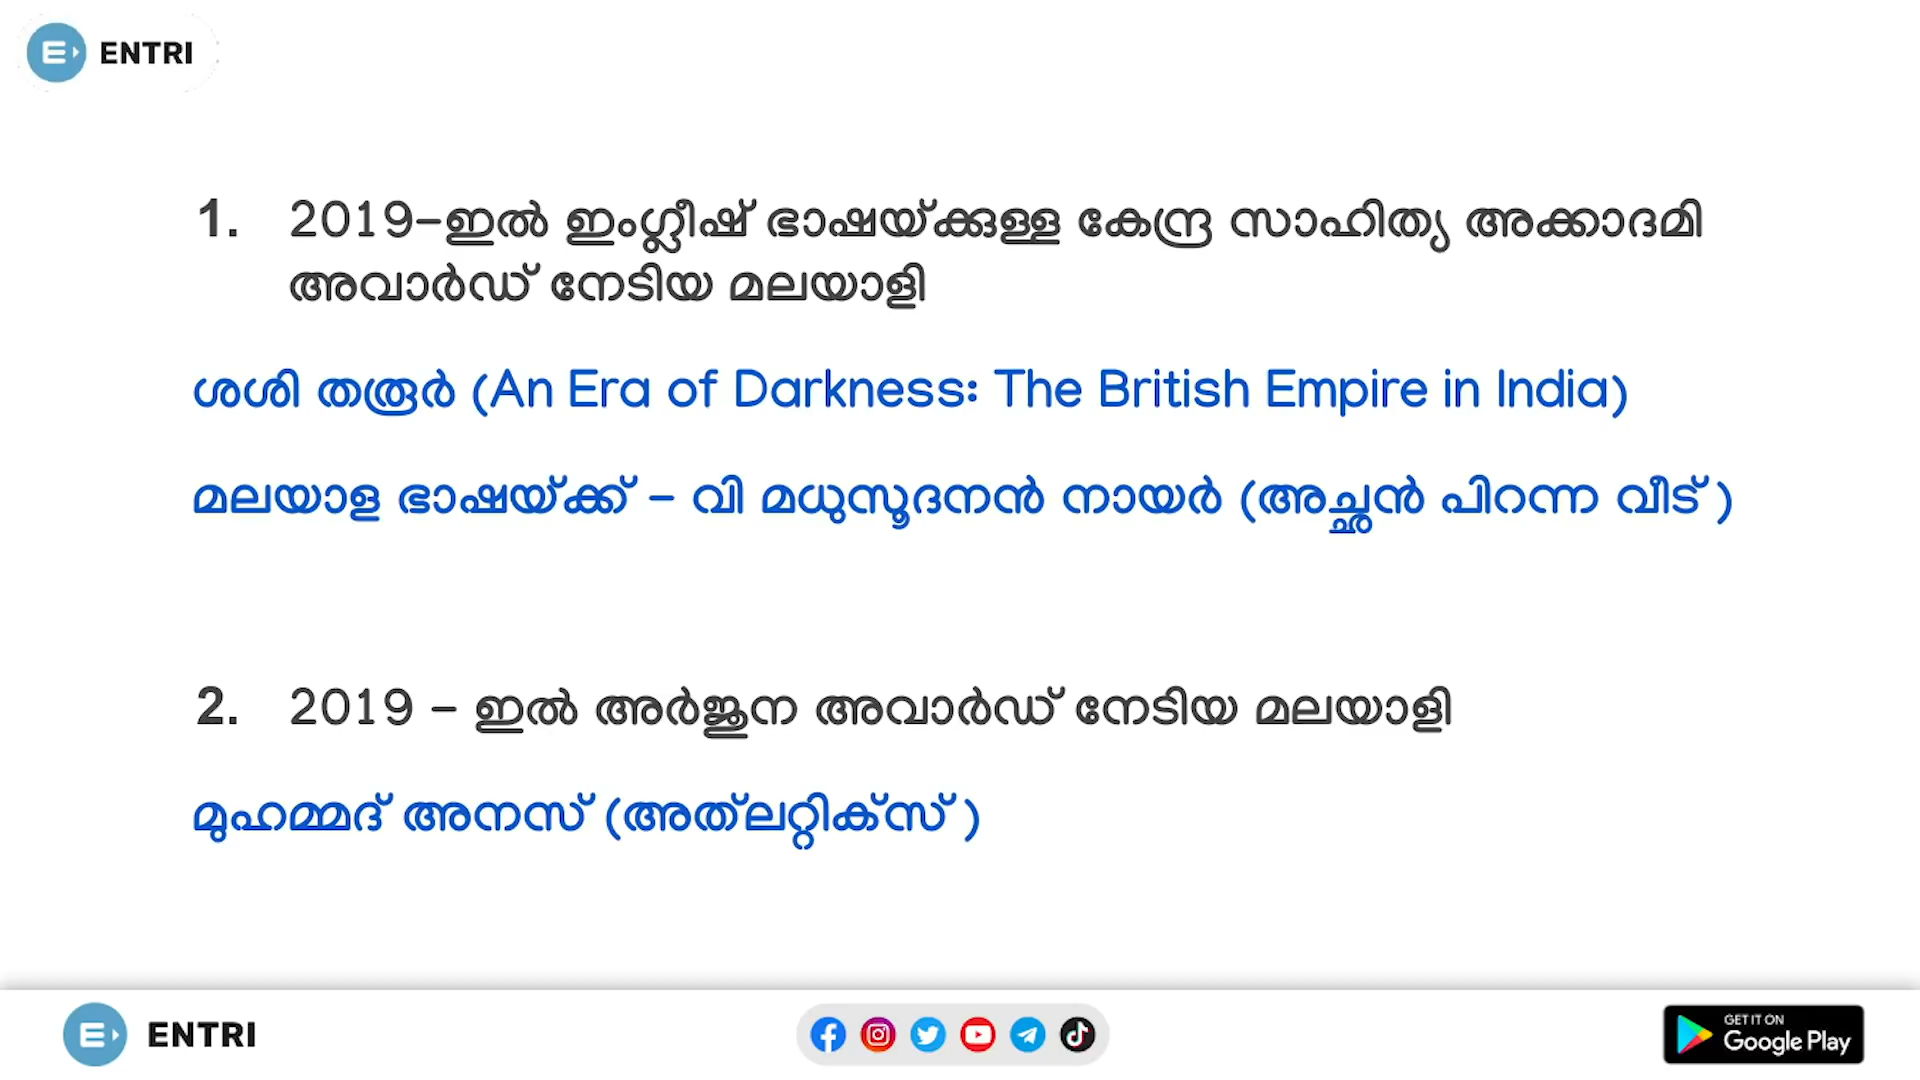 ENTRI
1. 2019-ഇൽ ഇംഗ്ലീഷ് ഭാഷയ്ക്കുള്ള കേന്ദ്ര സാഹിത്യ അക്കാദമി
അവാർഡ് നേടിയ മലയാളി
ശശി തരൂർ (An Era of Darkness: The British Empire in India)
മലയാള ഭാഷയ്ക്ക് - വി മധുസൂദനൻ നായർ (അച്ഛൻ പിറന്ന വീട് )
2. 2019 - ഇൽ അർജുന അവാർഡ് നേടിയ മലയാളി
മുഹമ്മദ് അനസ് (അത്‌ലറ്റിക്സ് )
ENTRI
GET IT ON
Google Play